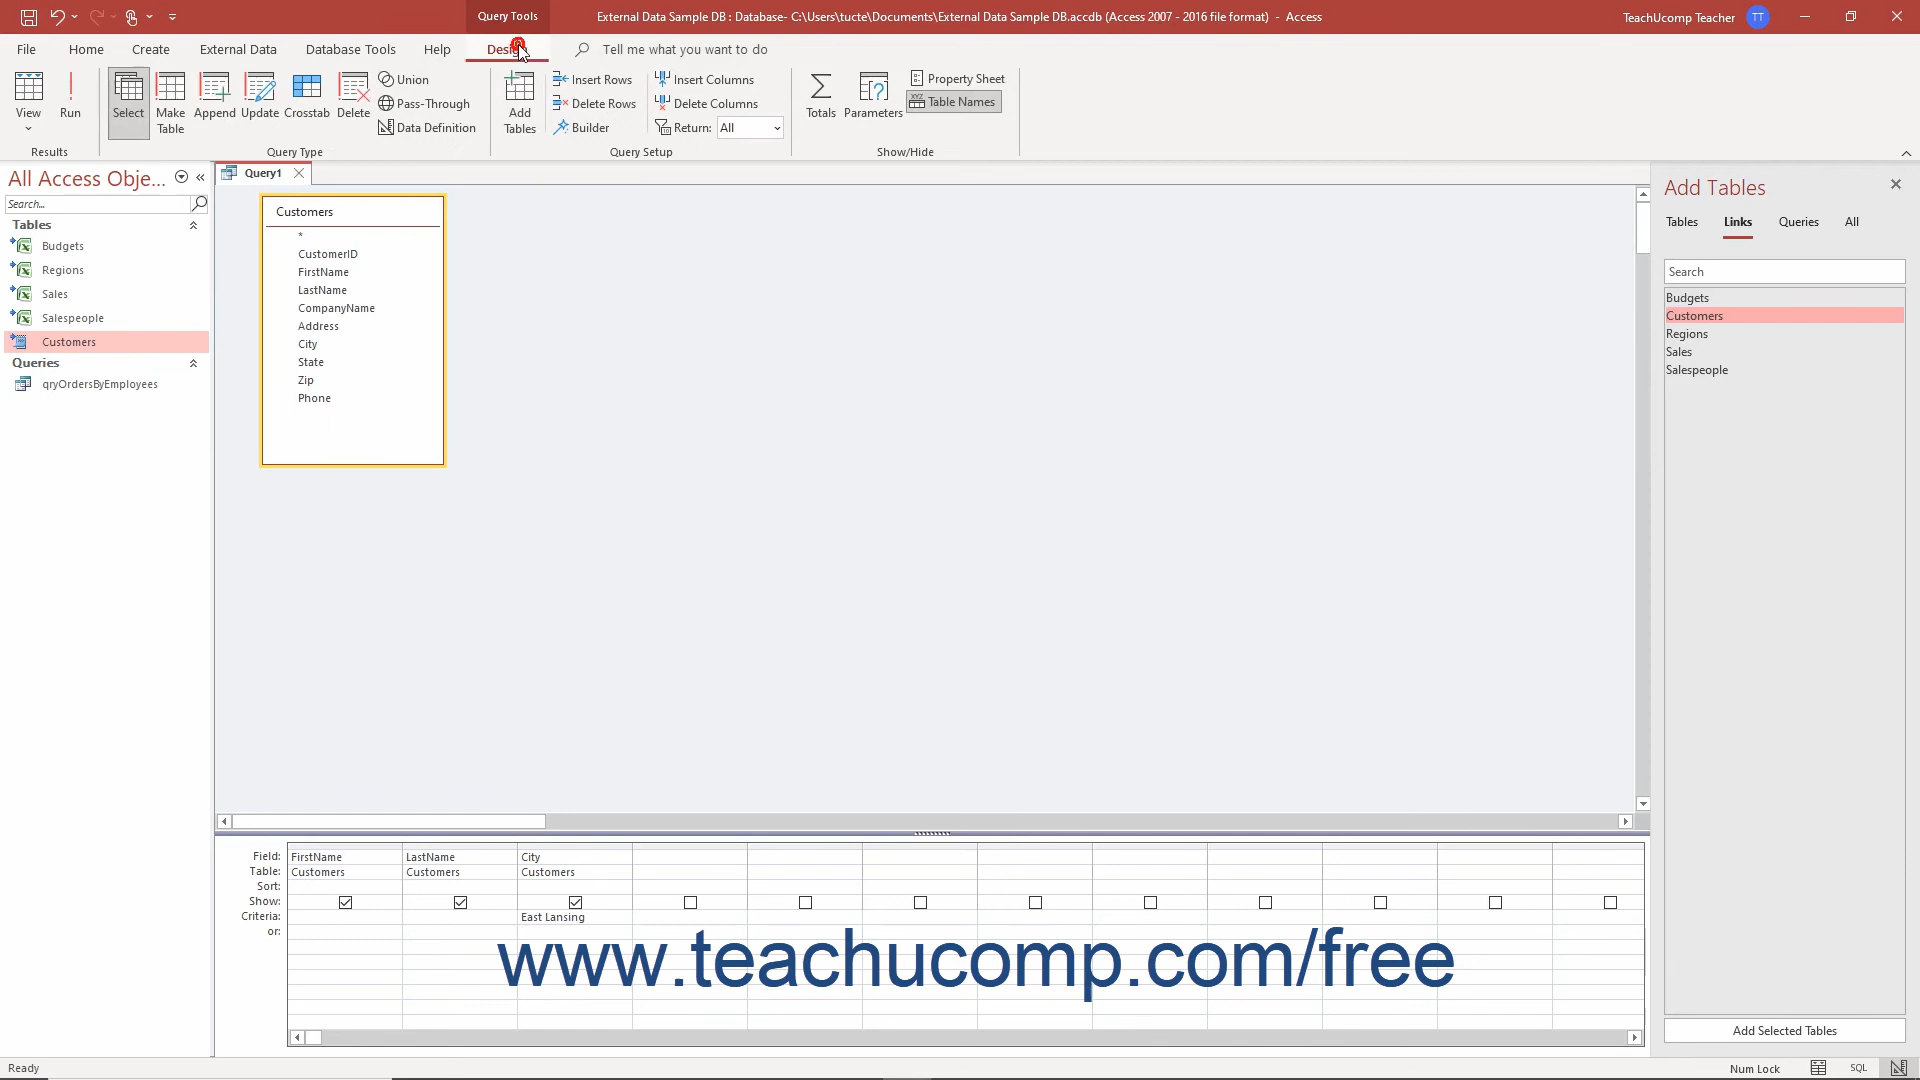 Query Tools
External Data Sample DB : Database- C:\Users\tucte\Documents\External Data Sample DB.accdb (Access 2007 - 2016 file format) - Access
TeachUcomp Teacher
TT
File
Home
Create
External Data
Database Tools
Help
Tell me what you want to do
View
Run
Select
Make
Table
Append
Update
Crosstab
Delete
Union
Pass-Through
Data Definition
Add
Tables
Insert Rows
Delete Rows
Builder
Insert Columns
Delete Columns
Return:
All
Totals
Parameters
Property Sheet
Table Names
Results
Query Type
Query Setup
Show/Hide
All Access Obje...
Search...
Tables
Budgets
Regions
Sales
Salespeople
Customers
Queries
qryOrdersByEmployees
Query1
Customers
*
CustomerID
FirstName
LastName
CompanyName
Address
City
State
Zip
Phone
Add Tables
Tables
Links
Queries
All
Search
Budgets
Customers
Regions
Sales
Salespeople
Add Selected Tables
Field: FirstName LastName City
Table: Customers Customers Customers
Sort:
Show:
Criteria: East Lansing
or:
www.teachucomp.com/free
Ready
Num Lock
SQL